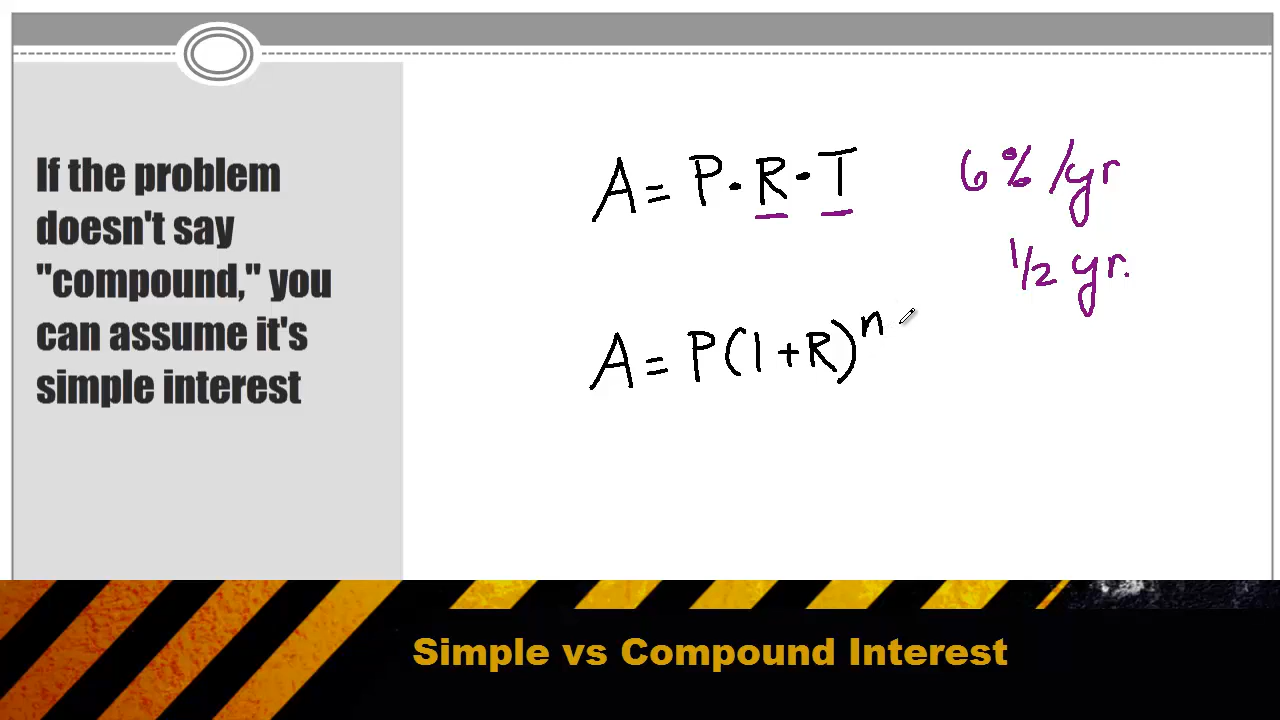 If the problem
doesn't say
"compound," you
can assume it's
simple interest
A = P · R · T
6% /yr
1/2 yr.
A = P(1 + R)ⁿ
Simple vs Compound Interest